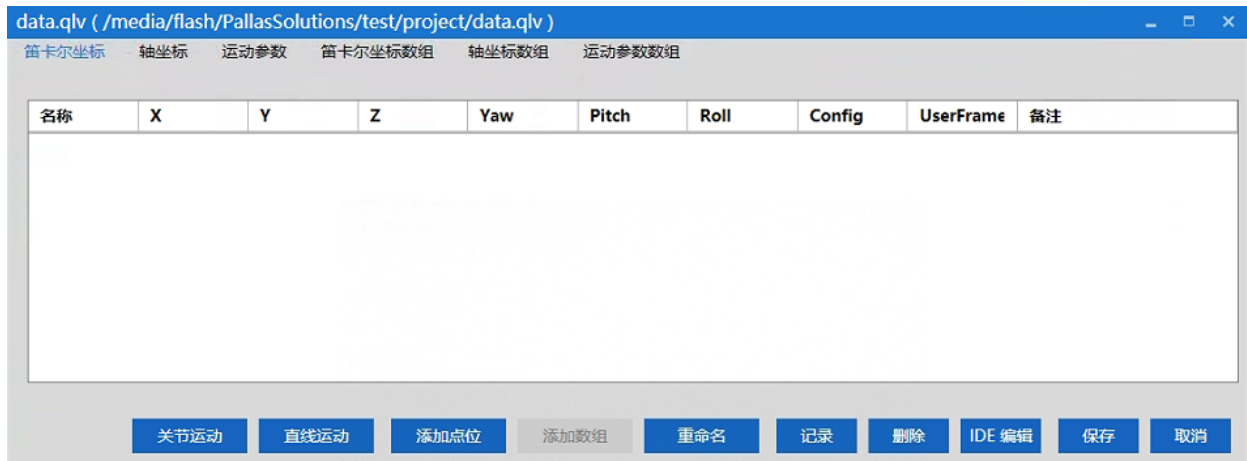 data.qlv ( /media/flash/PallasSolutions/test/project/data.qlv )
笛卡尔坐标 轴坐标 运动参数 笛卡尔坐标数组 轴坐标数组 运动参数数组
名称 X Y Z Yaw Pitch Roll Config UserFrame 备注
关节运动 直线运动 添加点位 添加数组 重命名 记录 删除 IDE 编辑 保存 取消